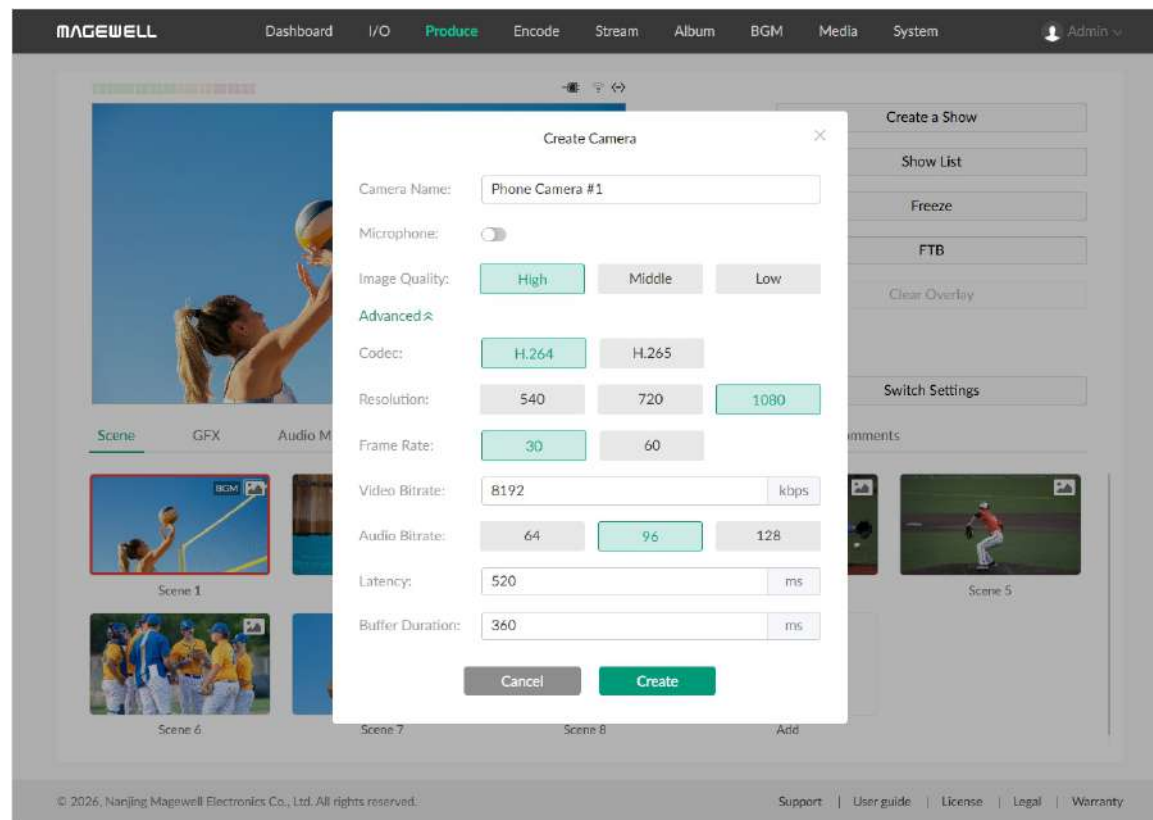 MAGEWELL Dashboard I/O Produce Encode Stream Album BGM Media System Admin
Create a Show
Show List
Freeze
FTB
Clear Overlay
Switch Settings
Create Camera
Camera Name: Phone Camera #1
Microphone:
Image Quality: High Middle Low
Advanced
Codec: H.264 H.265
Resolution: 540 720 1080
Frame Rate: 30 60
Video Bitrate: 8192 kbps
Audio Bitrate: 64 96 128
Latency: 520 ms
Buffer Duration: 360 ms
Cancel Create
Scene GFX Audio M mments
BGM
Scene 1 Scene 5
Scene 6 Scene 7 Scene 8 Add
© 2026, Nanjing Magewell Electronics Co., Ltd. All rights reserved. Support | User guide | License | Legal | Warranty